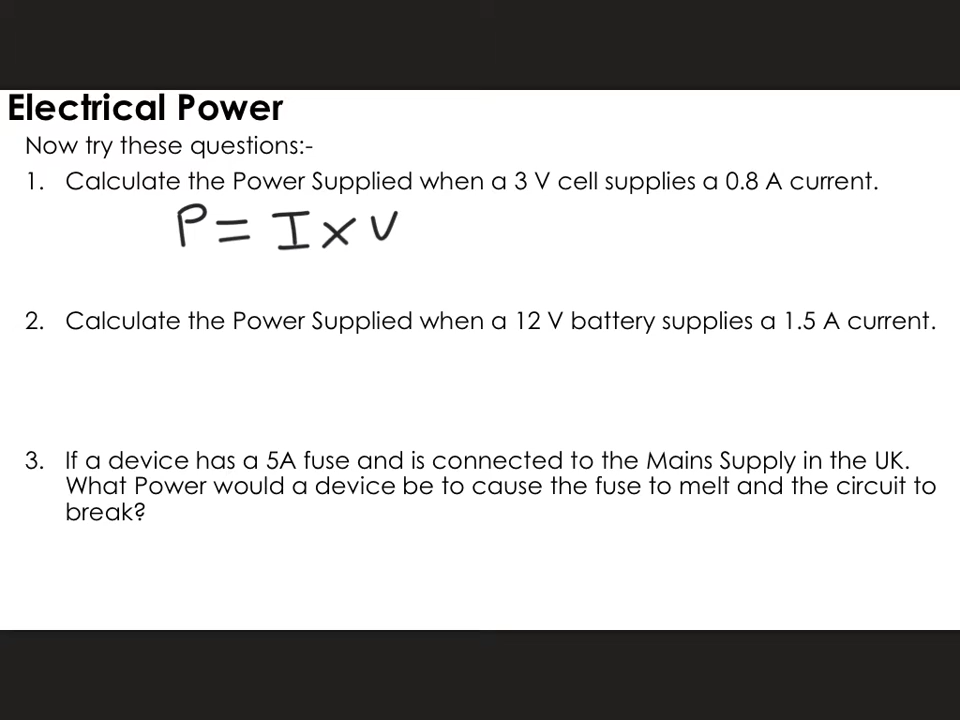 Electrical Power
Now try these questions:-
1. Calculate the Power Supplied when a 3 V cell supplies a 0.8 A current.
P = I x V
2. Calculate the Power Supplied when a 12 V battery supplies a 1.5 A current.
3. If a device has a 5A fuse and is connected to the Mains Supply in the UK.
What Power would a device be to cause the fuse to melt and the circuit to
break?